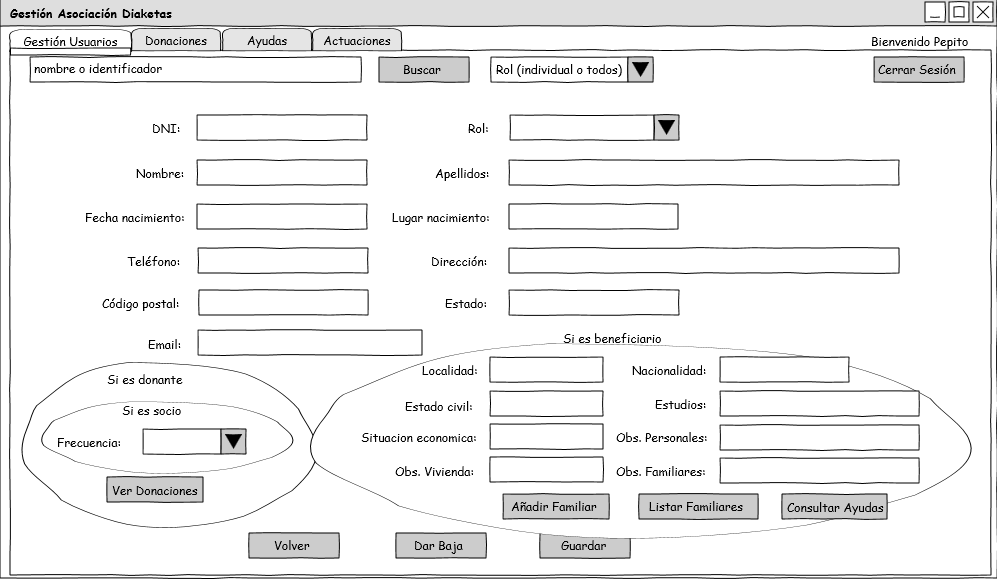 Gestión Asociación Diaketas
Gestión Usuarios Donaciones Ayudas Actuaciones Bienvenido Pepito
nombre o identificador Buscar Rol (individual o todos) Cerrar Sesión
DNI: Rol:
Nombre: Apellidos:
Fecha nacimiento: Lugar nacimiento:
Teléfono: Dirección:
Código postal: Estado:
Email:
Si es beneficiario
Localidad: Nacionalidad:
Si es donante
Estado civil: Estudios:
Si es socio
Situacion economica: Obs. Personales:
Frecuencia:
Obs. Vivienda: Obs. Familiares:
Ver Donaciones
Añadir Familiar Listar Familiares Consultar Ayudas
Volver Dar Baja Guardar